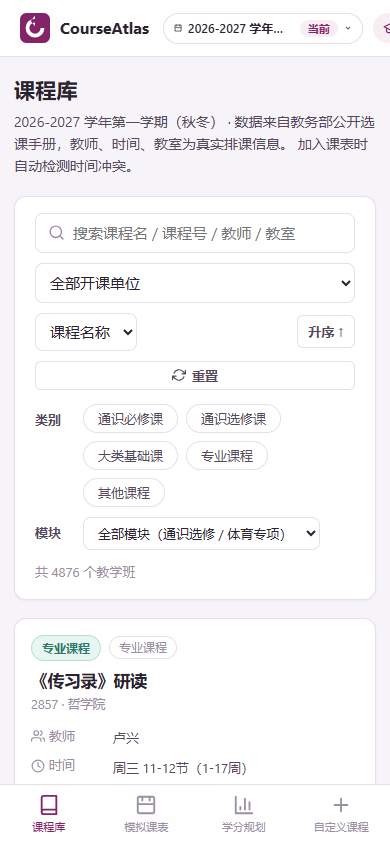 CourseAtlas
2026-2027 学年... 当前
课程库
2026-2027 学年第一学期（秋冬） · 数据来自教务部公开选
课手册，教师、时间、教室为真实排课信息。 加入课表时
自动检测时间冲突。
搜索课程名 / 课程号 / 教师 / 教室
全部开课单位
课程名称
升序 ↑
重置
类别
通识必修课
通识选修课
大类基础课
专业课程
其他课程
模块
全部模块（通识选修 / 体育专项）
共 4876 个教学班
专业课程
专业课程
《传习录》研读
2857 · 哲学院
教师
卢兴
时间
周三 11-12节（1-17周）
课程库
模拟课表
学分规划
自定义课程